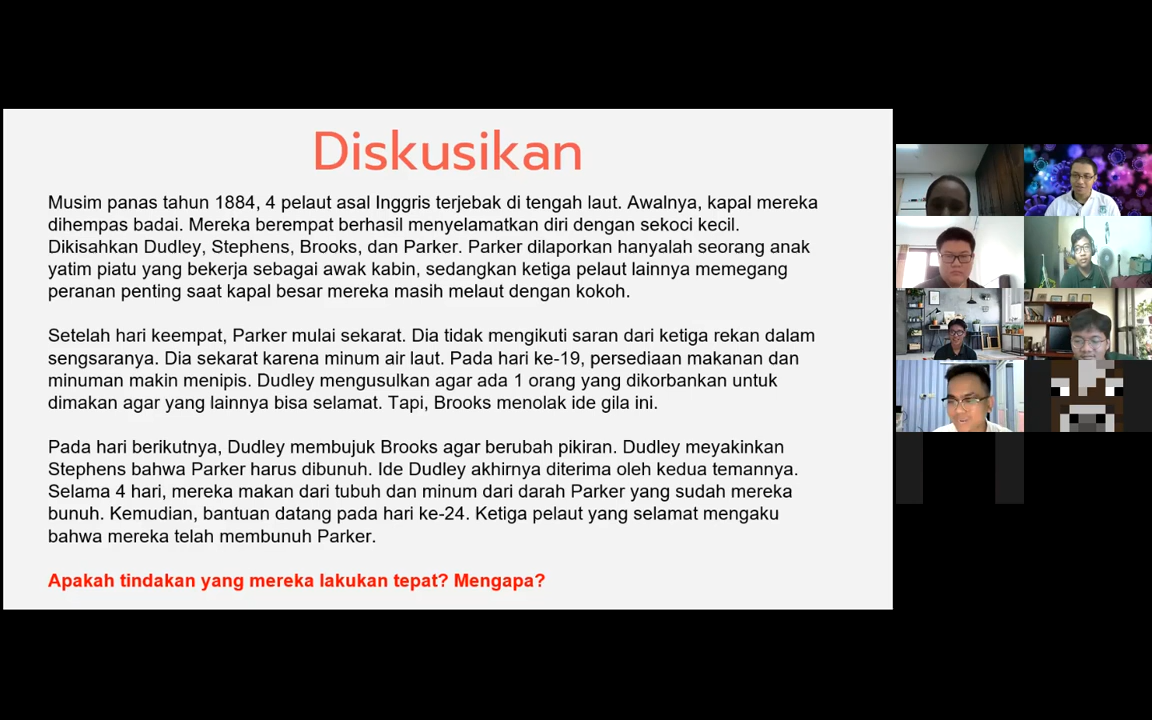 Diskusikan
Musim panas tahun 1884, 4 pelaut asal Inggris terjebak di tengah laut. Awalnya, kapal mereka
dihempas badai. Mereka berempat berhasil menyelamatkan diri dengan sekoci kecil.
Dikisahkan Dudley, Stephens, Brooks, dan Parker. Parker dilaporkan hanyalah seorang anak
yatim piatu yang bekerja sebagai awak kabin, sedangkan ketiga pelaut lainnya memegang
peranan penting saat kapal besar mereka masih melaut dengan kokoh.
Setelah hari keempat, Parker mulai sekarat. Dia tidak mengikuti saran dari ketiga rekan dalam
sengsaranya. Dia sekarat karena minum air laut. Pada hari ke-19, persediaan makanan dan
minuman makin menipis. Dudley mengusulkan agar ada 1 orang yang dikorbankan untuk
dimakan agar yang lainnya bisa selamat. Tapi, Brooks menolak ide gila ini.
Pada hari berikutnya, Dudley membujuk Brooks agar berubah pikiran. Dudley meyakinkan
Stephens bahwa Parker harus dibunuh. Ide Dudley akhirnya diterima oleh kedua temannya.
Selama 4 hari, mereka makan dari tubuh dan minum dari darah Parker yang sudah mereka
bunuh. Kemudian, bantuan datang pada hari ke-24. Ketiga pelaut yang selamat mengaku
bahwa mereka telah membunuh Parker.
Apakah tindakan yang mereka lakukan tepat? Mengapa?